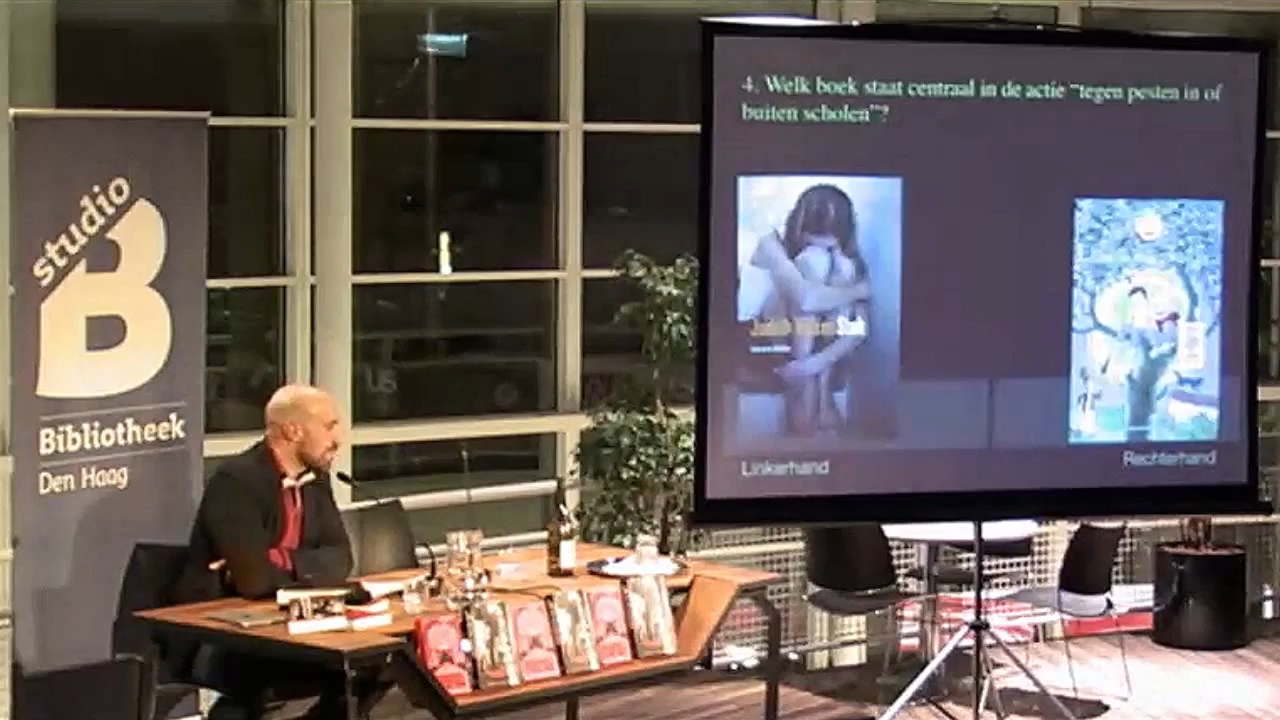 studio
B
Bibliotheek
Den Haag
4. Welk boek staat centraal in de actie “tegen pesten in of
buiten scholen”?
Linkerhand
Rechterhand